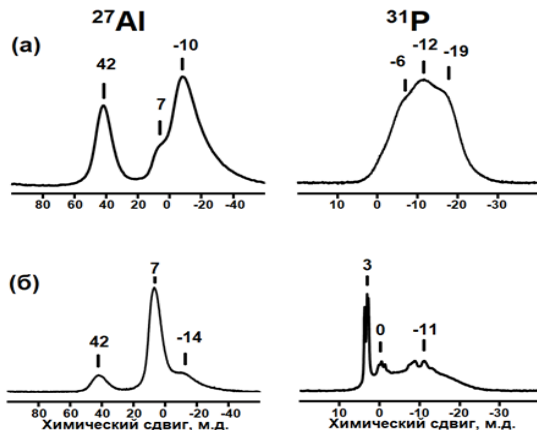 27Al 31P
(а) 42 7 -10 -6 -12 -19
80 60 40 20 0 -20 -40 10 0 -10 -20 -30
(б) 42 7 -14 3 0 -11
80 60 40 20 0 -20 -40 10 0 -10 -20 -30
Химический сдвиг, м.д. Химический сдвиг, м.д.